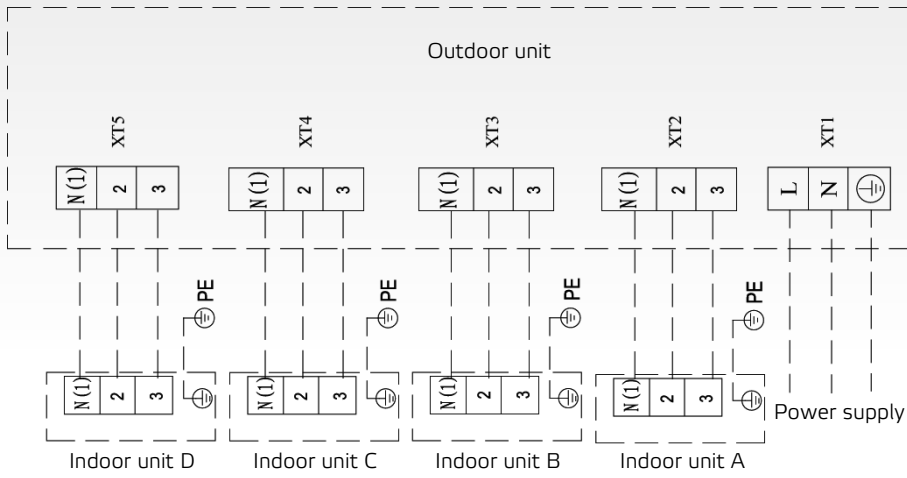 Outdoor unit
XT5 XT4 XT3 XT2 XT1
N(1) 2 3 N(1) 2 3 N(1) 2 3 N(1) 2 3 L N
PE PE PE PE
N(1) 2 3 N(1) 2 3 N(1) 2 3 N(1) 2 3
Power supply
Indoor unit D Indoor unit C Indoor unit B Indoor unit A